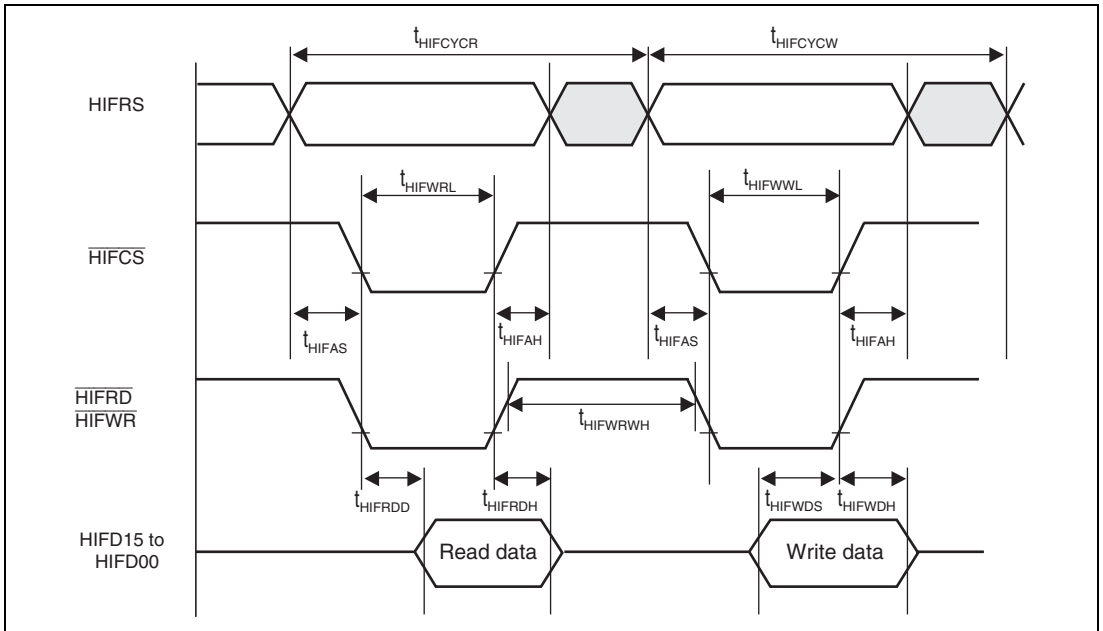 tHIFCYCR
tHIFCYCW
HIFRS
tHIFWRL
tHIFWWL
HIFCS
tHIFAS
tHIFAH
tHIFAS
tHIFAH
HIFRD
HIFWR
tHIFWRWH
tHIFRDD
tHIFRDH
tHIFWDS
tHIFWDH
HIFD15 to
HIFD00
Read data
Write data